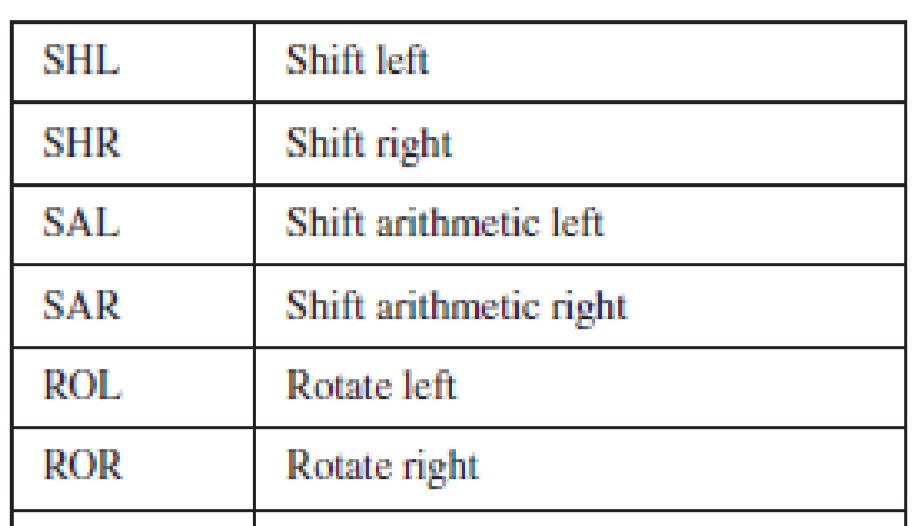 SHL Shift left
SHR Shift right
SAL Shift arithmetic left
SAR Shift arithmetic right
ROL Rotate left
ROR Rotate right